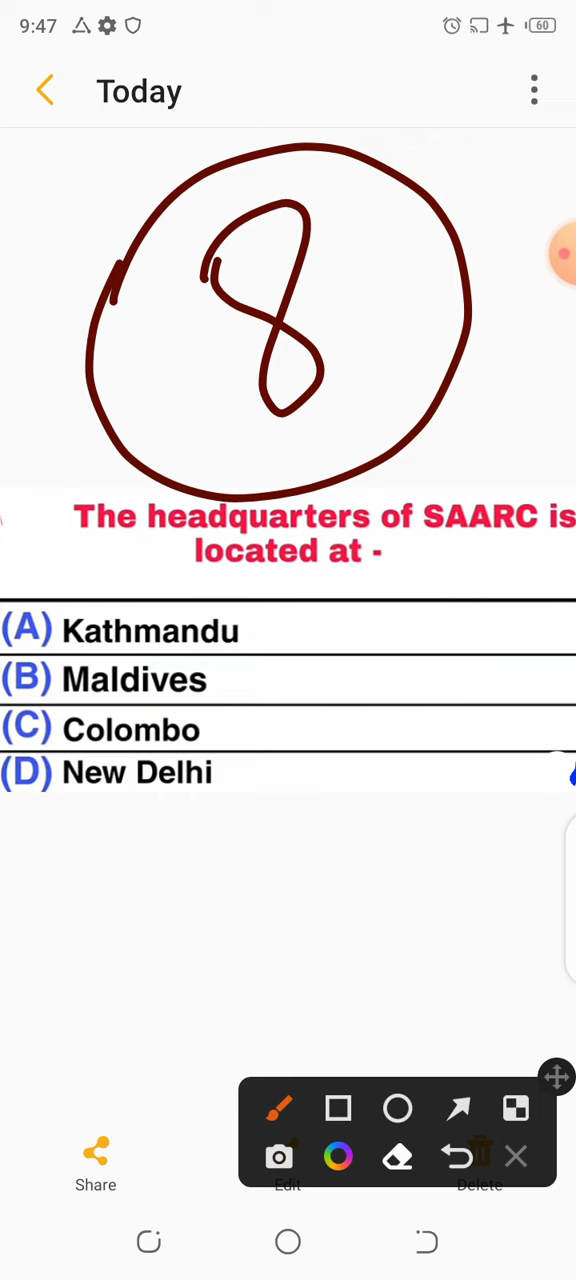 9:47
60
Today
8
The headquarters of SAARC is
located at -
(A) Kathmandu
(B) Maldives
(C) Colombo
(D) New Delhi
Share
Edit
Delete